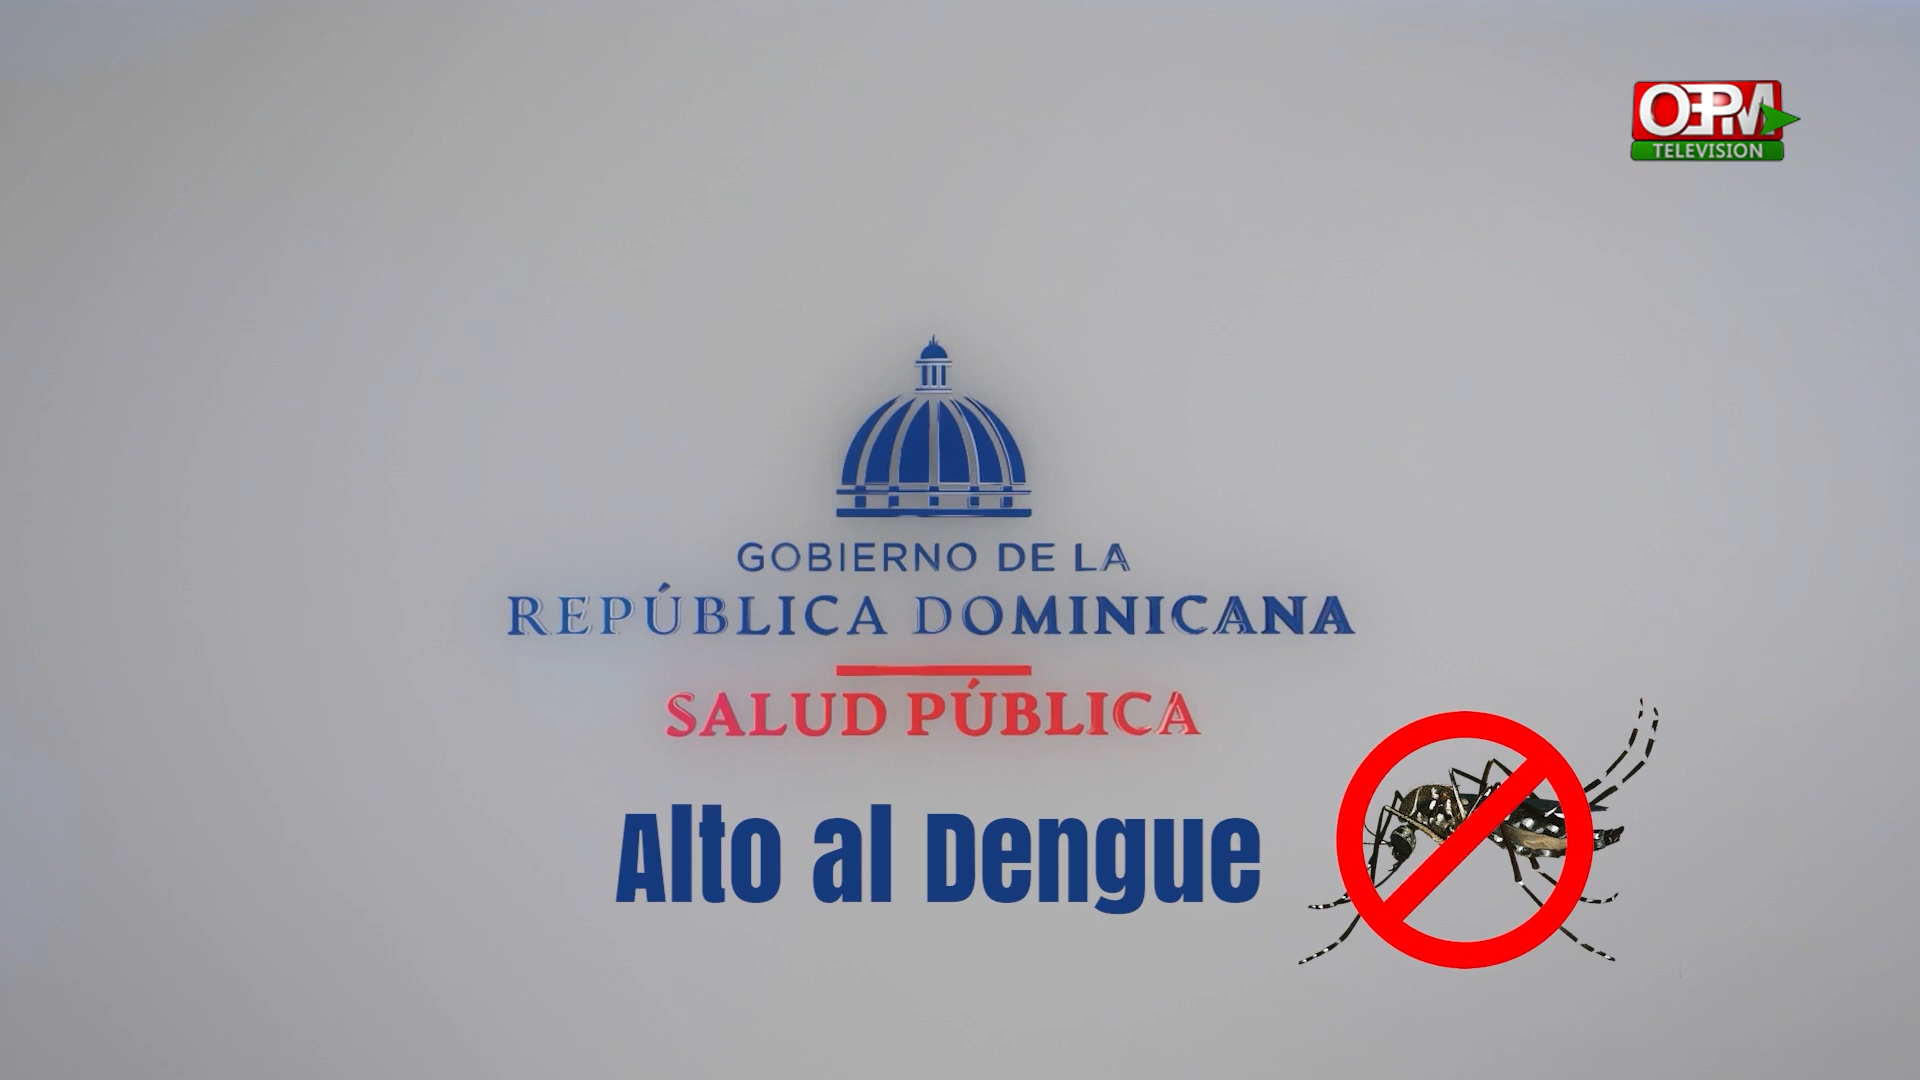 OEPM
TELEVISION
GOBIERNO DE LA
REPÚBLICA DOMINICANA
SALUD PÚBLICA
Alto al Dengue